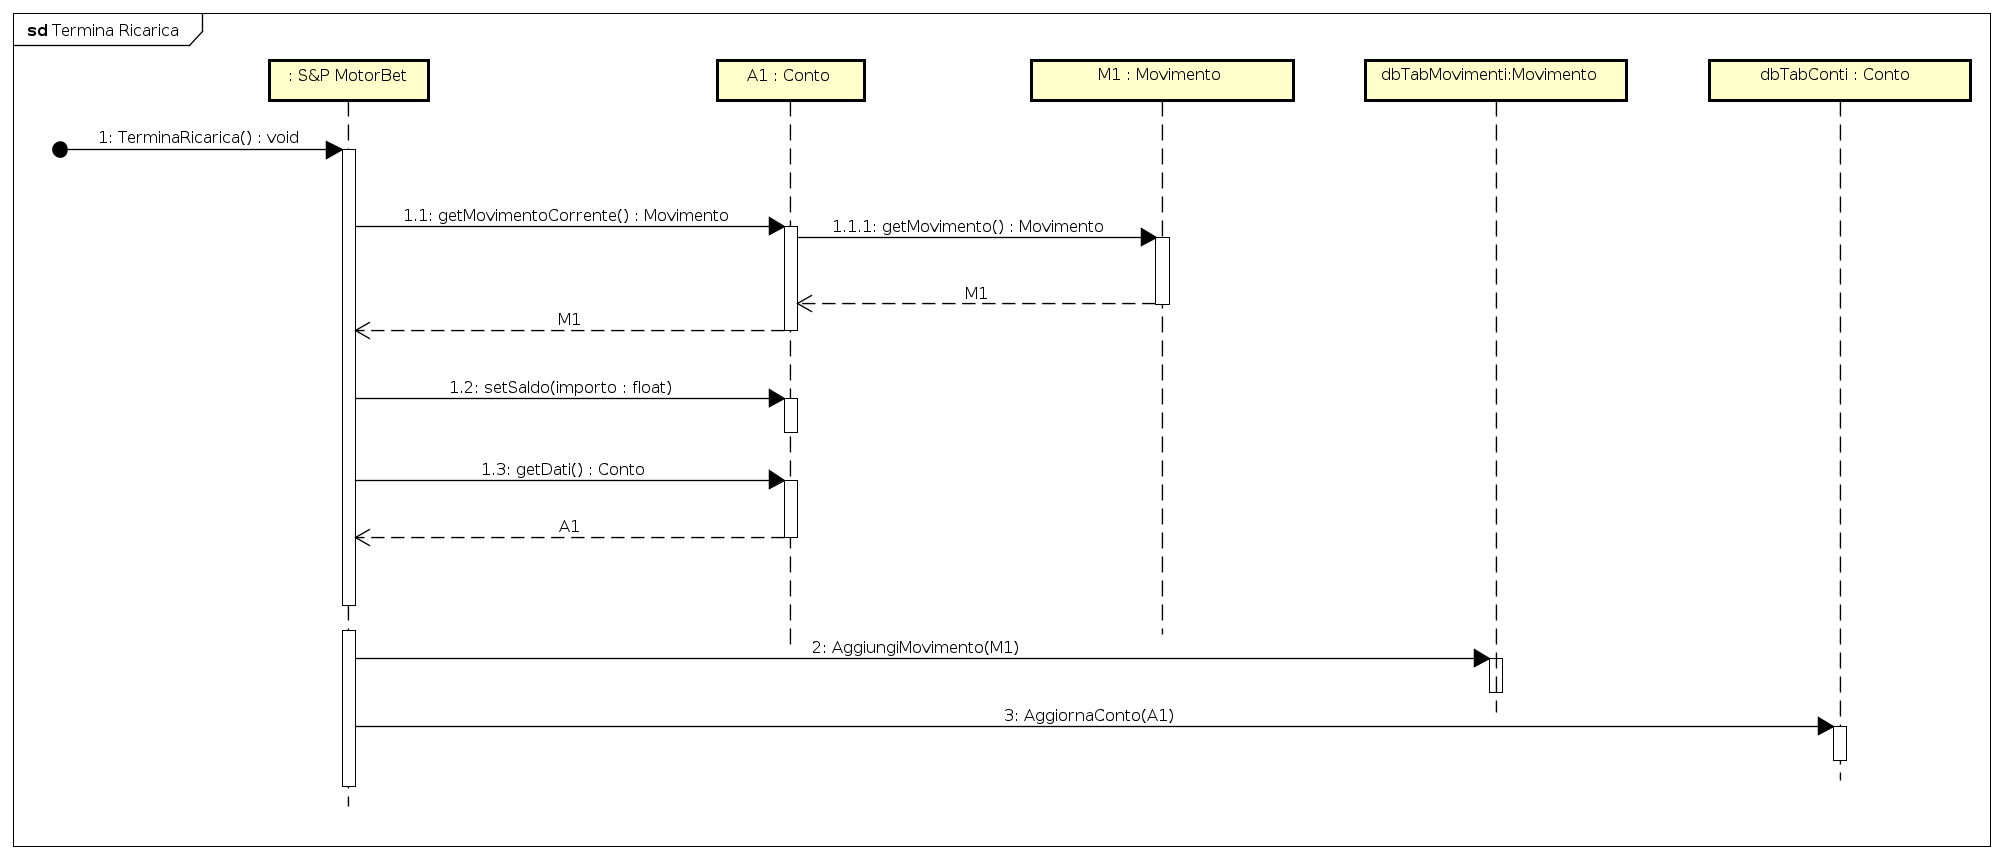 sd Termina Ricarica
: S&P MotorBet
A1 : Conto
M1 : Movimento
dbTabMovimenti:Movimento
dbTabConti : Conto
1: TerminaRicarica() : void
1.1: getMovimentoCorrente() : Movimento
1.1.1: getMovimento() : Movimento
M1
M1
1.2: setSaldo(importo : float)
1.3: getDati() : Conto
A1
2: AggiungiMovimento(M1)
3: AggiornaConto(A1)